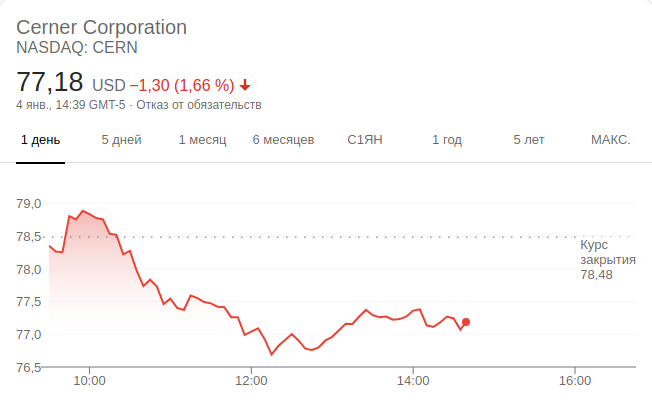 Cerner Corporation
NASDAQ: CERN
77,18 USD −1,30 (1,66 %)
4 янв., 14:39 GMT-5 · Отказ от обязательств
1 день 5 дней 1 месяц 6 месяцев С1ЯН 1 год 5 лет МАКС.
79,0
78,5
Курс
закрытия
78,48
78,0
77,5
77,0
76,5
10:00 12:00 14:00 16:00